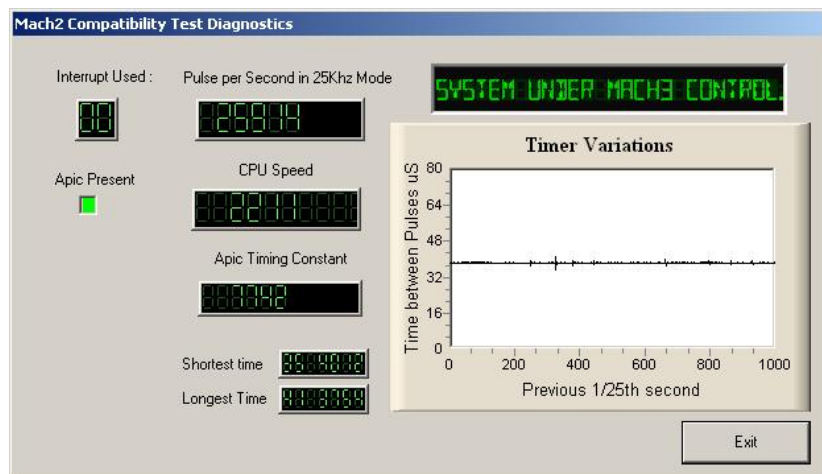 Mach2 Compatibility Test Diagnostics
Interrupt Used :
Pulse per Second in 25Khz Mode
SYSTEM UNDER MACH3 CONTROL.
Apic Present
CPU Speed
2211
Apic Timing Constant
7742
Shortest time
Longest Time
Timer Variations
Time between Pulses uS
80
64
48
32
16
0
0 200 400 600 800 1000
Previous 1/25th second
Exit